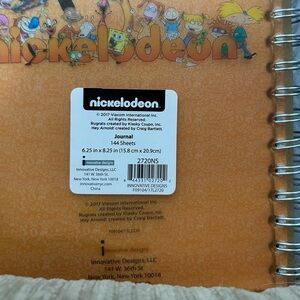 nickelodeon
nickelodeon
© 2017 Viacom International Inc.
All Rights Reserved.
Rugrats created by Klasky Csupo, Inc.
Hey Arnold! created by Craig Bartlett.
Journal
144 Sheets
6.25 in x 8.25 in (15.8 cm x 20.9cm)
innovative designs
2720NS
Innovative Designs, LLC
141 W. 36th St.
New York, New York 10018
innovativenyc.com
China
INNOVATIVE DESIGNS
F09104/17L2720
© 2017 Viacom International Inc.
All Rights Reserved.
Rugrats created by Klasky Csupo, Inc.
Hey Arnold! created by Craig Bartlett.
innovative designs
Innovative Designs, LLC
141 W. 36th St
New York, New York 10018